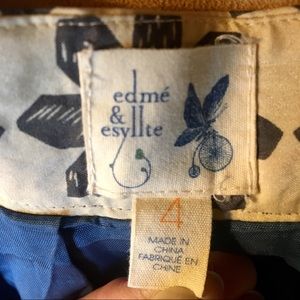 edmé
&
esyllte
4
MADE IN
CHINA
FABRIQUÉ EN
CHINE